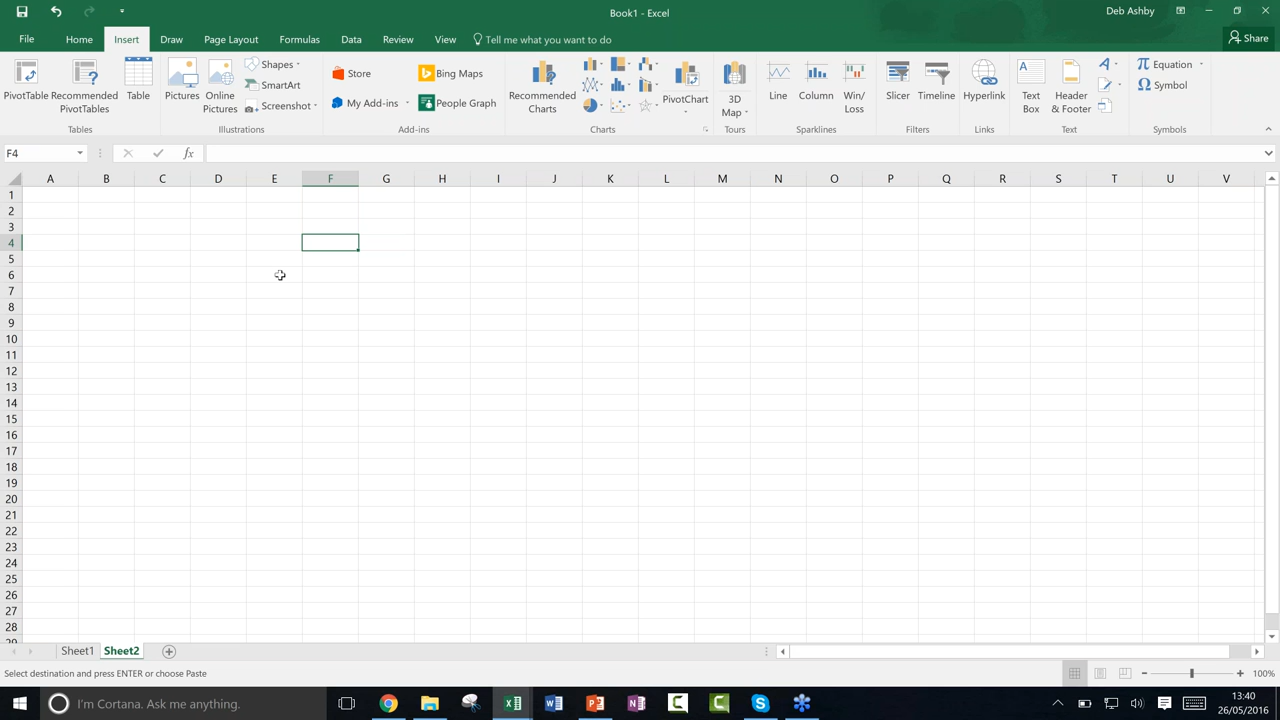 Book1 - Excel
Deb Ashby
File Home Insert Draw Page Layout Formulas Data Review View Tell me what you want to do
Share
PivotTable
Recommended PivotTables
Table
Pictures
Online Pictures
Shapes
SmartArt
Screenshot
Store
My Add-ins
Bing Maps
People Graph
Recommended Charts
PivotChart
3D Map
Line
Column
Win/ Loss
Slicer
Timeline
Hyperlink
Text Box
Header & Footer
Equation
Symbol
Tables Illustrations Add-ins Charts Tours Sparklines Filters Links Text Symbols
F4
fx
A B C D E F G H I J K L M N O P Q R S T U V
1
2
3
4
5
6
7
8
9
10
11
12
13
14
15
16
17
18
19
20
21
22
23
24
25
26
27
28
29
Sheet1 Sheet2
Select destination and press ENTER or choose Paste
100%
I'm Cortana. Ask me anything.
13:40
26/05/2016